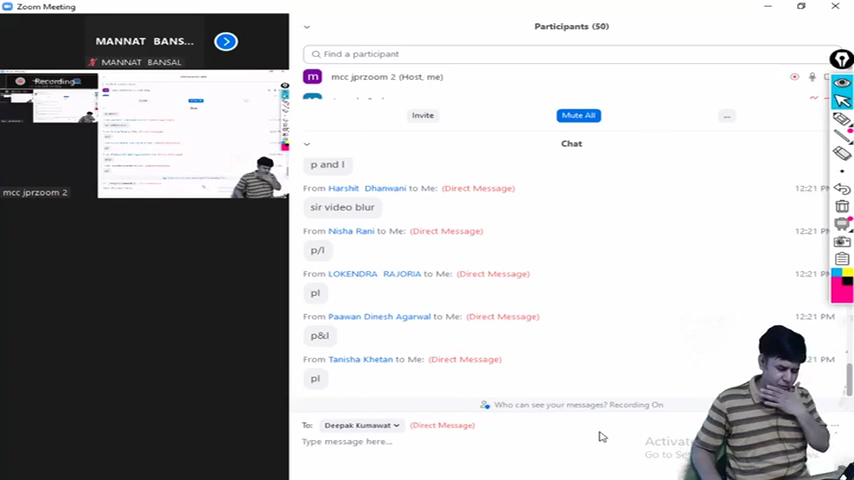 Zoom Meeting
MANNAT BANS...
MANNAT BANSAL
Recording
mcc jprzoom 2
Participants (50)
Find a participant
m mcc jprzoom 2 (Host, me)
Invite
Mute All
...
Chat
p and l
From Harshit Dhanwani to Me: (Direct Message) 12:21 PM
sir video blur
From Nisha Rani to Me: (Direct Message) 12:21 PM
p/l
From LOKENDRA RAJORIA to Me: (Direct Message) 12:21 PM
pl
From Paawan Dinesh Agarwal to Me: (Direct Message) 12:21 PM
p&l
From Tanisha Khetan to Me: (Direct Message) PM
pl
Who can see your messages? Recording On
To: Deepak Kumawat (Direct Message)
Type message here...
Activat
Go to Se